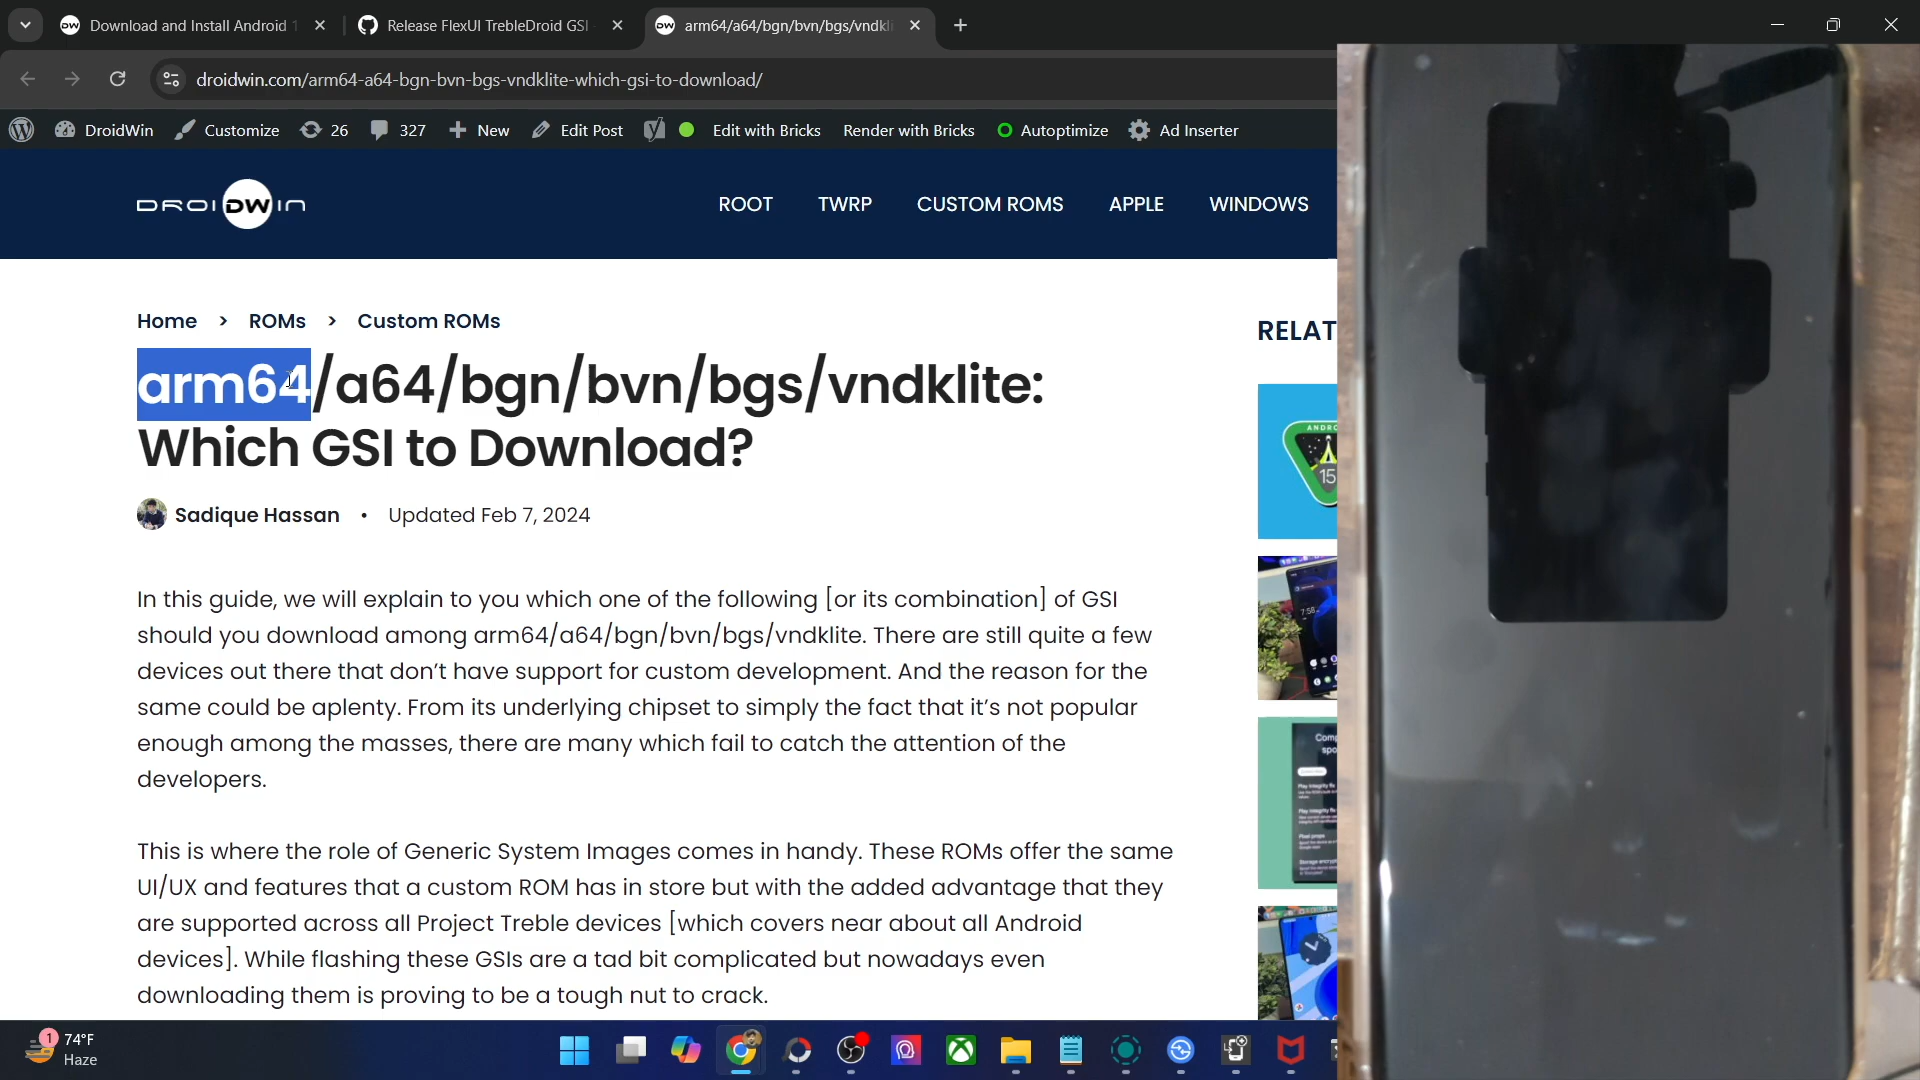 Download and Install Android 1
Release FlexUI TrebleDroid GSI
arm64/a64/bgn/bvn/bgs/vndkli
droidwin.com/arm64-a64-bgn-bvn-bgs-vndklite-which-gsi-to-download/
DroidWin
Customize
26
327
New
Edit Post
Edit with Bricks
Render with Bricks
Autoptimize
Ad Inserter
DROIDWIN
ROOT
TWRP
CUSTOM ROMS
APPLE
WINDOWS
Home > ROMs > Custom ROMs
arm64/a64/bgn/bvn/bgs/vndklite:
Which GSI to Download?
Sadique Hassan • Updated Feb 7, 2024
In this guide, we will explain to you which one of the following [or its combination] of GSI
should you download among arm64/a64/bgn/bvn/bgs/vndklite. There are still quite a few
devices out there that don’t have support for custom development. And the reason for the
same could be aplenty. From its underlying chipset to simply the fact that it’s not popular
enough among the masses, there are many which fail to catch the attention of the
developers.
This is where the role of Generic System Images comes in handy. These ROMs offer the same
UI/UX and features that a custom ROM has in store but with the added advantage that they
are supported across all Project Treble devices [which covers near about all Android
devices]. While flashing these GSIs are a tad bit complicated but nowadays even
downloading them is proving to be a tough nut to crack.
RELAT
ANDRO
15
7:58
1
74°F
Haze